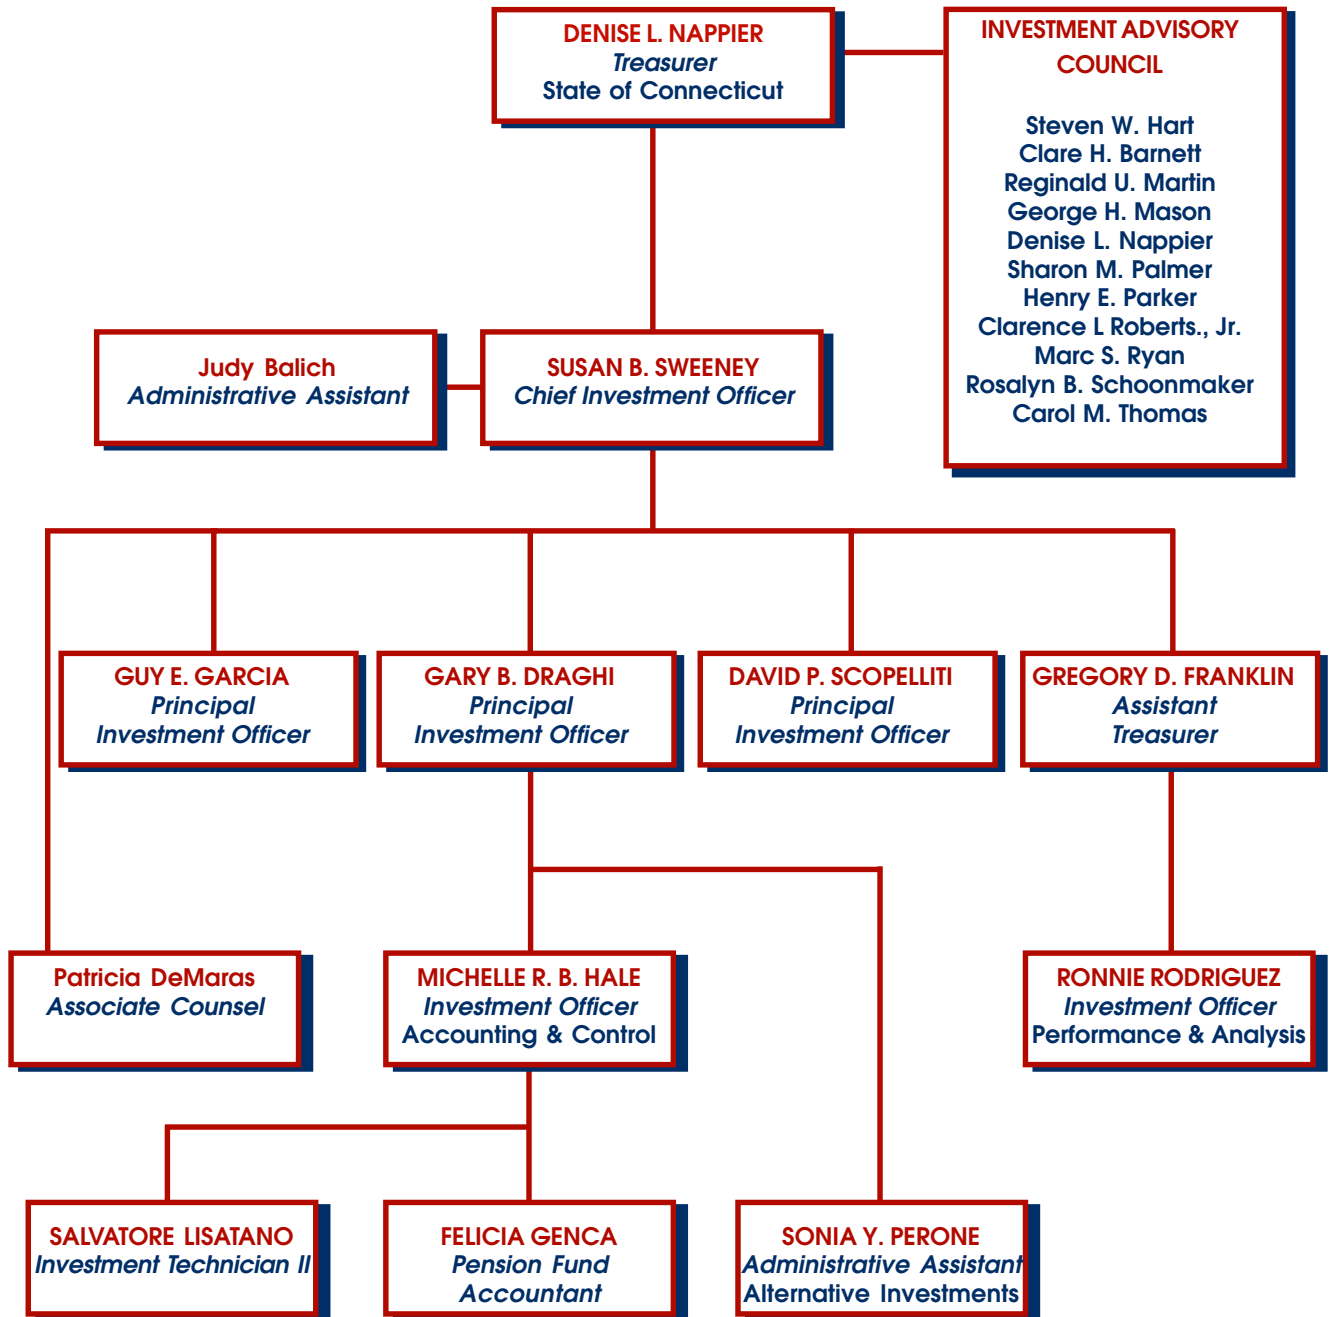 DENISE L. NAPPIER
Treasurer
State of Connecticut
INVESTMENT ADVISORY
COUNCIL
Steven W. Hart
Clare H. Barnett
Reginald U. Martin
George H. Mason
Denise L. Nappier
Sharon M. Palmer
Henry E. Parker
Clarence L Roberts., Jr.
Marc S. Ryan
Rosalyn B. Schoonmaker
Carol M. Thomas
Judy Balich
Administrative Assistant
SUSAN B. SWEENEY
Chief Investment Officer
GUY E. GARCIA
Principal
Investment Officer
GARY B. DRAGHI
Principal
Investment Officer
DAVID P. SCOPELLITI
Principal
Investment Officer
GREGORY D. FRANKLIN
Assistant
Treasurer
Patricia DeMaras
Associate Counsel
MICHELLE R. B. HALE
Investment Officer
Accounting & Control
RONNIE RODRIGUEZ
Investment Officer
Performance & Analysis
SALVATORE LISATANO
Investment Technician II
FELICIA GENCA
Pension Fund
Accountant
SONIA Y. PERONE
Administrative Assistant
Alternative Investments